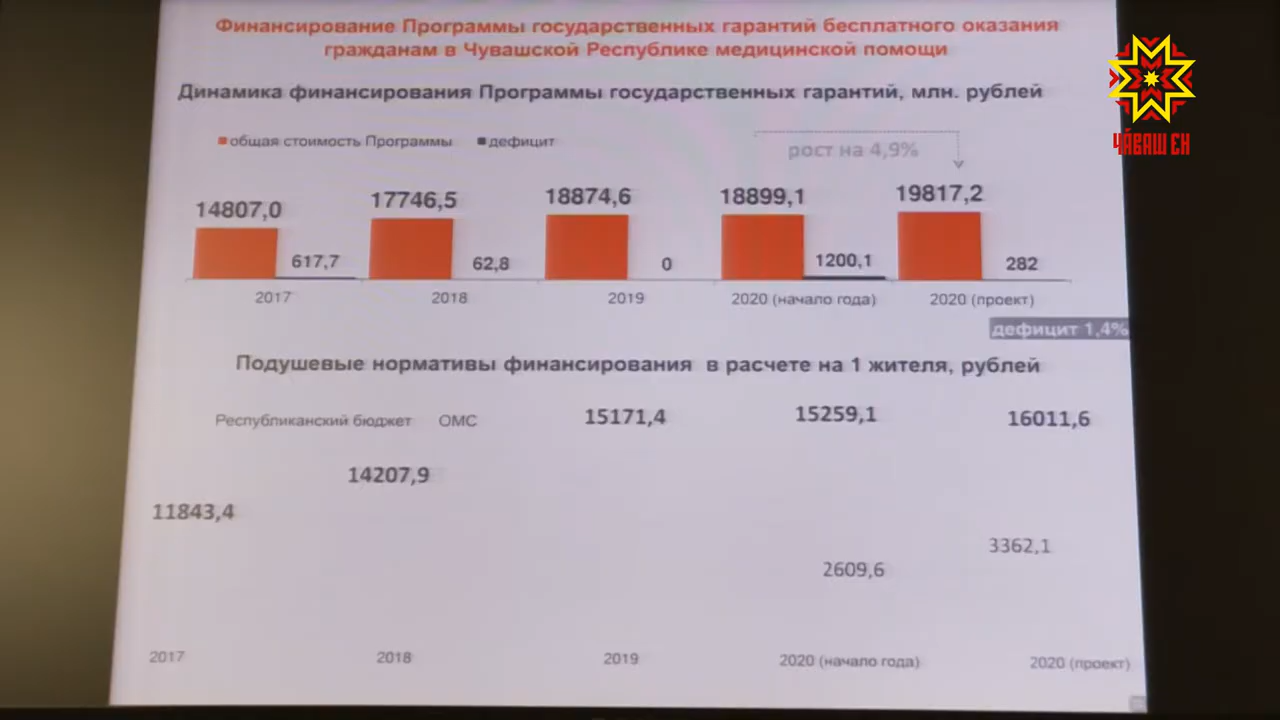 Финансирование Программы государственных гарантий бесплатного оказания
гражданам в Чувашской Республике медицинской помощи
Динамика финансирования Программы государственных гарантий, млн. рублей
общая стоимость Программы дефицит
рост на 4,9%
14807,0 17746,5 18874,6 18899,1 19817,2
617,7 62,8 0 1200,1 282
2017 2018 2019 2020 (начало года) 2020 (проект)
дефицит 1,4%
Подушевые нормативы финансирования в расчете на 1 жителя, рублей
Республиканский бюджет ОМС
15171,4 15259,1 16011,6
14207,9
11843,4
3362,1
2609,6
2017 2018 2019 2020 (начало года) 2020 (проект)
ЧӐВАШ ЕН